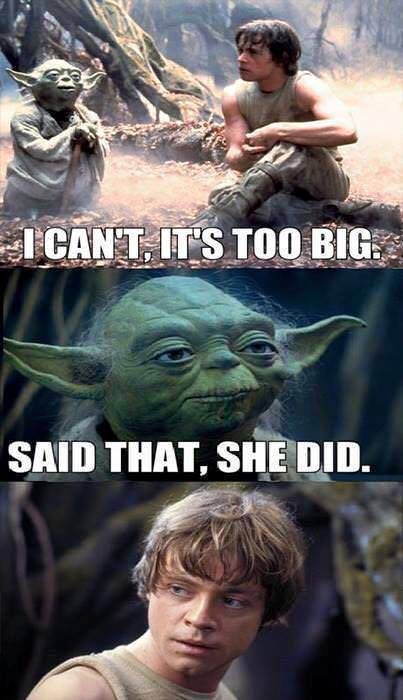 I CAN'T, IT'S TOO BIG.
SAID THAT, SHE DID.